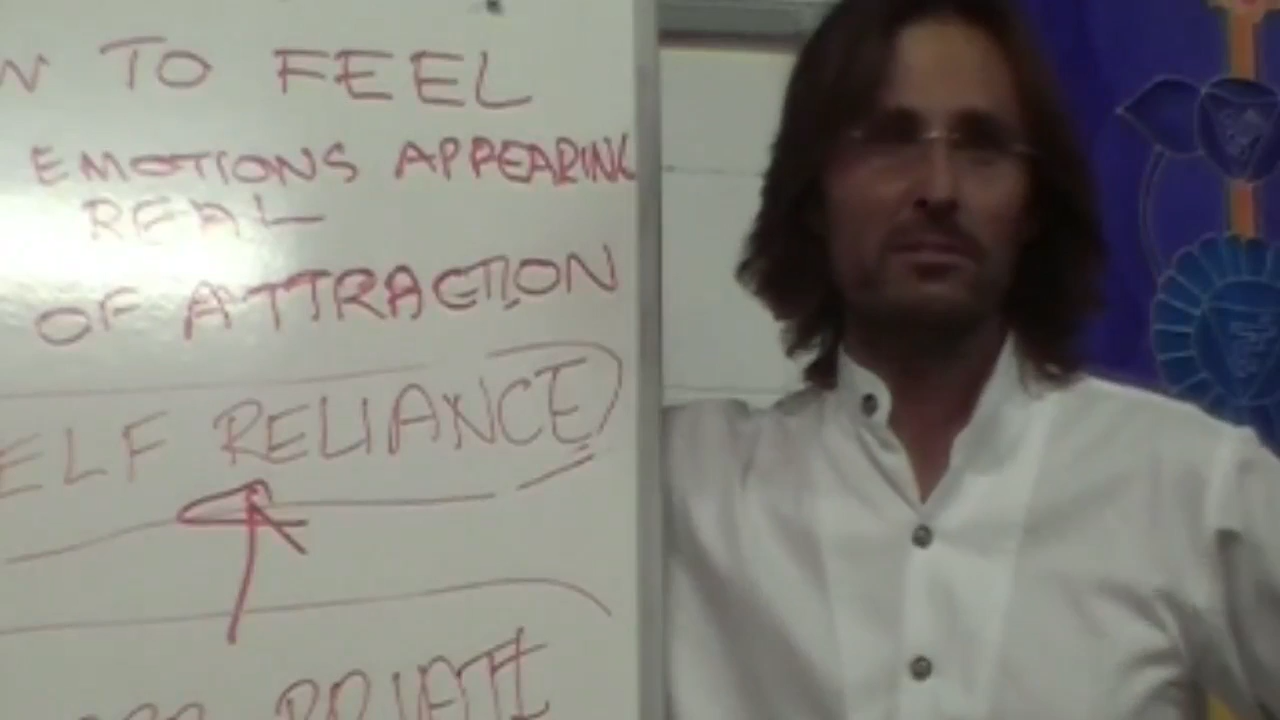 N TO FEEL
EMOTIONS APPEARING
REAL
OF ATTRACTION
ELF RELIANCE